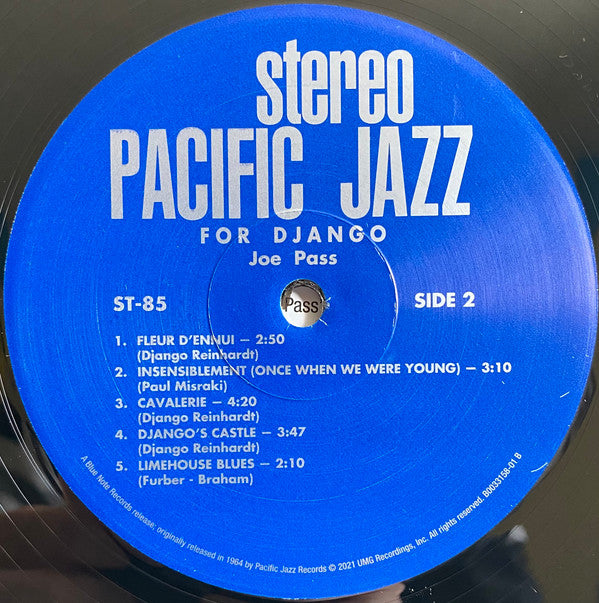 stereo
PACIFIC JAZZ
FOR DJANGO
Joe Pass
ST-85
Pass
SIDE 2
1. FLEUR D'ENNUI – 2:50
(Django Reinhardt)
2. INSENSIBLEMENT (ONCE WHEN WE WERE YOUNG) – 3:10
(Paul Misraki)
3. CAVALERIE – 4:20
(Django Reinhardt)
4. DJANGO'S CASTLE – 3:47
(Django Reinhardt)
5. LIMEHOUSE BLUES – 2:10
(Furber - Braham)
A Blue Note Records release; originally released in 1964 by Pacific Jazz Records © 2021 UMG Recordings, Inc. All rights reserved. B0033158-01 B